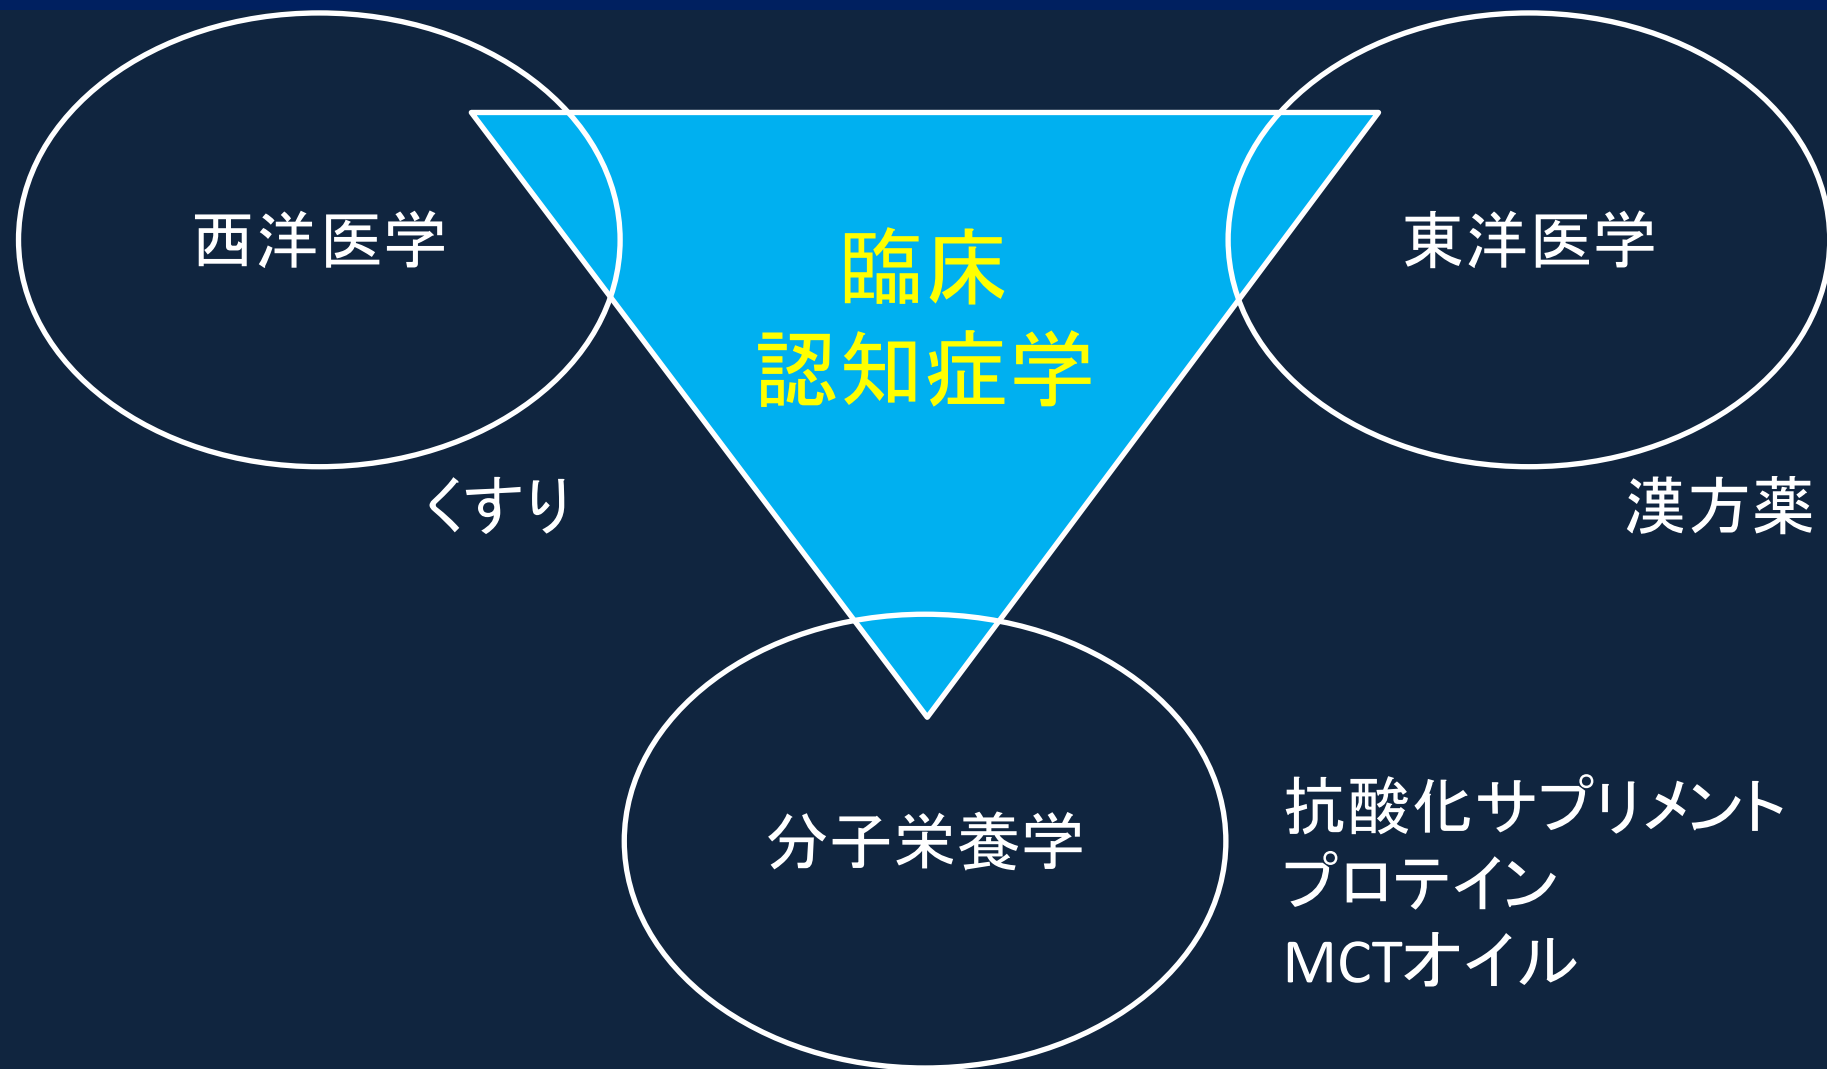 西洋医学
臨床
認知症学
東洋医学
くすり
漢方薬
分子栄養学
抗酸化サプリメント
プロテイン
MCTオイル